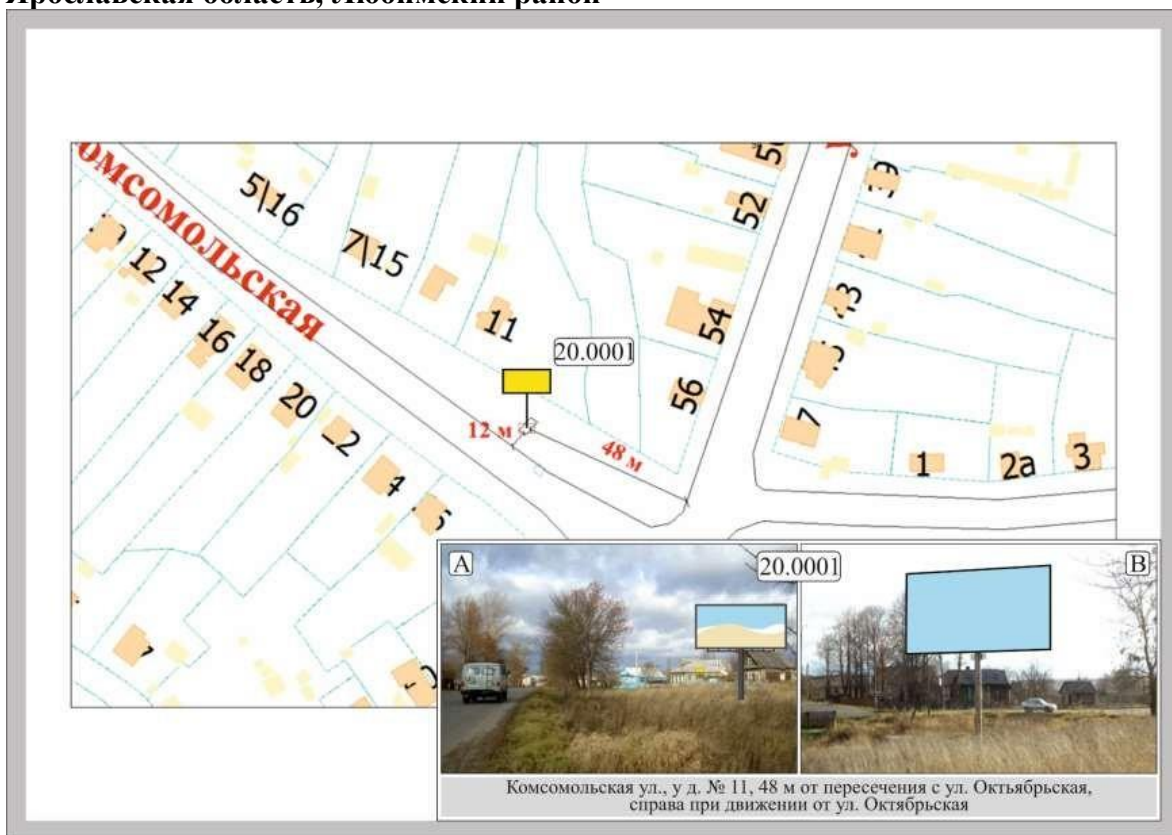 Ярославская область, Любимский район
омсомольская
5\16
7\15
11
12
14
16
18
20
52
54
56
20.0001
12 м
48 м
7
1
2а
3
A
20.0001
B
Комсомольская ул., у д. № 11, 48 м от пересечения с ул. Октьябрьская,
справа при движении от ул. Октябрьская